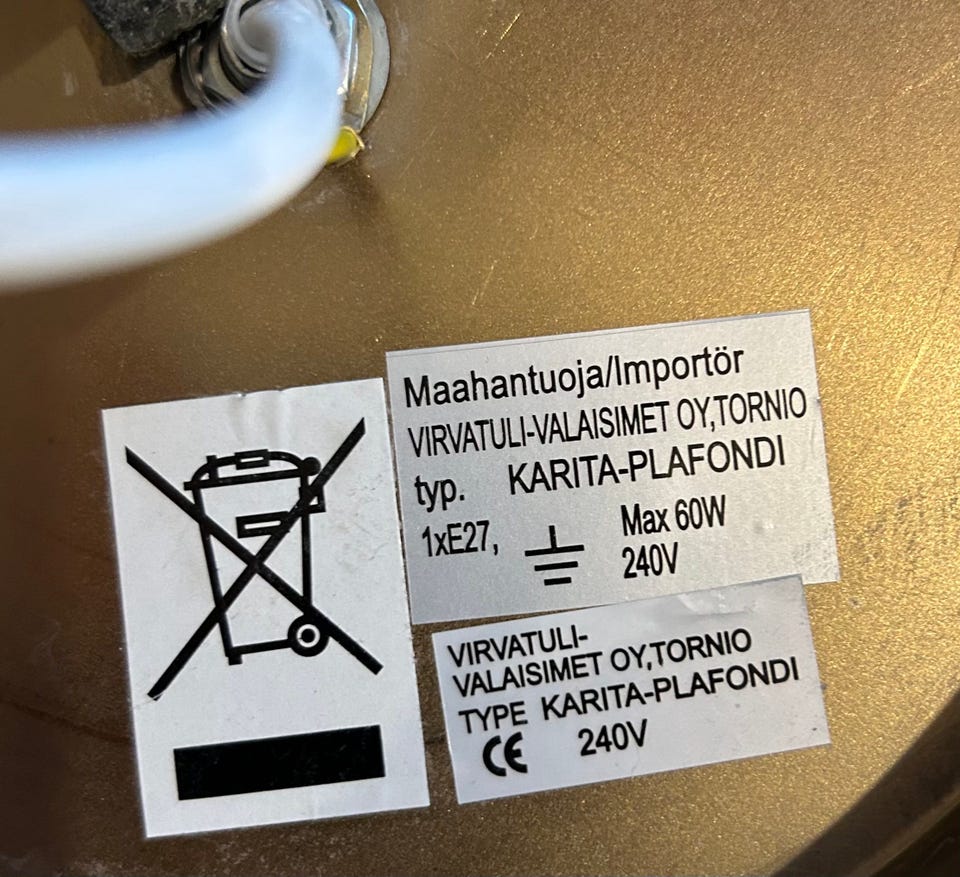 Maahantuoja/Importör
VIRVATULI-VALAISIMET OY,TORNIO
typ. KARITA-PLAFONDI
1xE27, Max 60W
240V
VIRVATULI-
VALAISIMET OY,TORNIO
TYPE KARITA-PLAFONDI
CE 240V